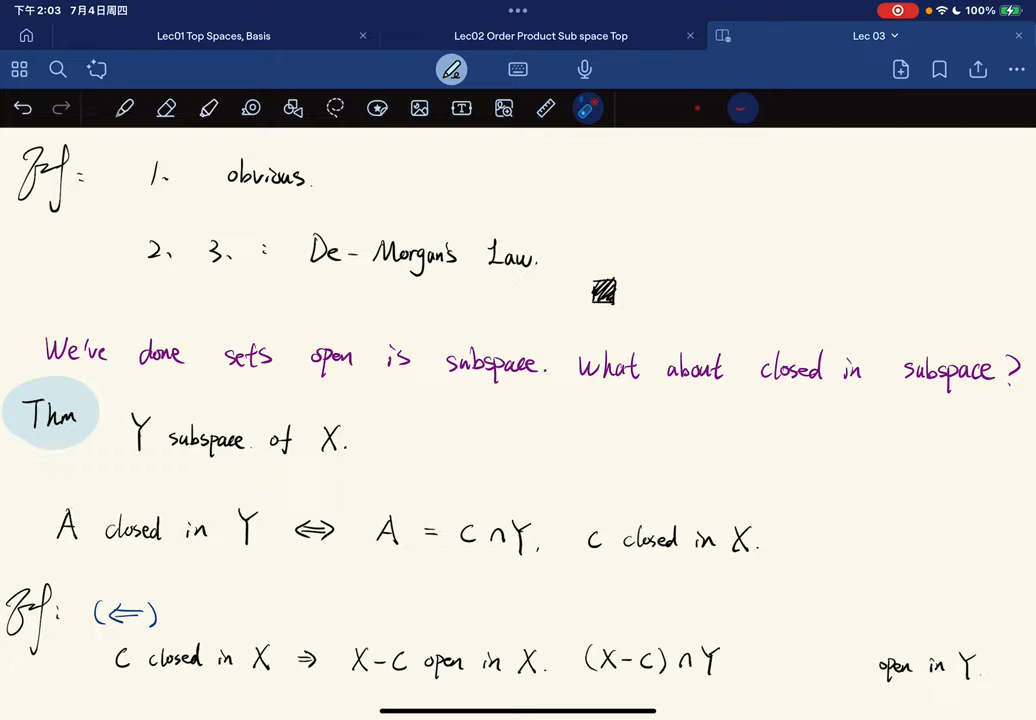 下午2:03 7月4日周四
100%
Lec01 Top Spaces, Basis
Lec02 Order Product Sub space Top
Lec 03
Prf: 1. obvious.
2、 3、: De-Morgan's Law.
We've done sets open is subspace. What about closed in subspace?
Thm
Y subspace of X.
A closed in Y ⇔ A = C ∩ Y, C closed in X.
Prf: (⇐)
C closed in X ⇒ X-C open in X. (X-C) ∩ Y open in Y.